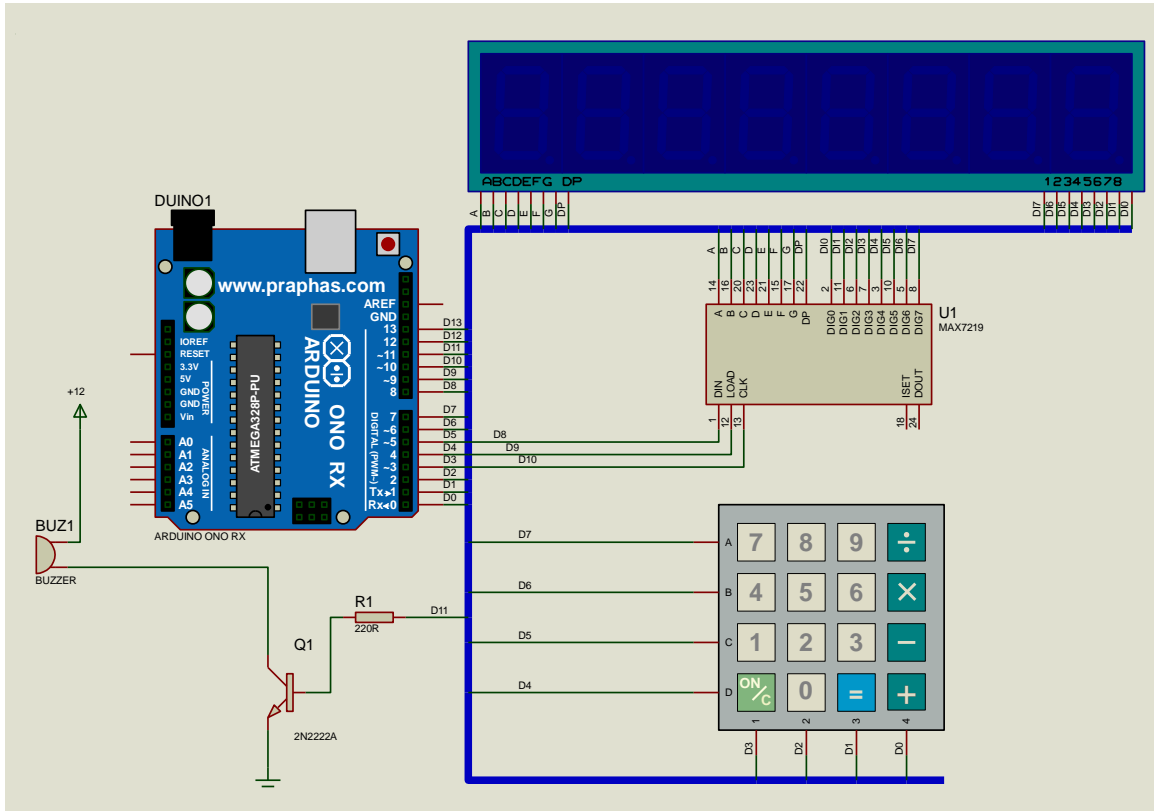 ABCDEFG DP
12345678
A B C D E F G DP
DI7 DI6 DI5 DI4 DI3 DI2 DI1 DI0
DUINO1
www.praphas.com
AREF
GND
13
12
~11
~10
~9
8
7
~6
~5
4
~3
2
Tx 1
Rx 0
IOREF
RESET
3.3V
5V
GND
GND
Vin
POWER
A0
A1
A2
A3
A4
A5
ANALOG IN
ATMEGA328P-PU
ARDUINO
ONO RX
DIGITAL (PWM~)
ARDUINO ONO RX
D13
D12
D11
D10
D9
D8
D7
D6
D5
D4
D3
D2
D1
D0
D8
D9
D10
A B C D E F G DP
DI0 DI1 DI2 DI3 DI4 DI5 DI6 DI7
14 16 20 23 21 15 17 22
2 11 6 7 3 10 5 8
A B C D E F G DP
DIG0 DIG1 DIG2 DIG3 DIG4 DIG5 DIG6 DIG7
U1
MAX7219
DIN LOAD CLK
ISET DOUT
1 12 13
18 24
+12
BUZ1
BUZZER
R1
220R
D11
Q1
2N2222A
D7
D6
D5
D4
A
B
C
D
7 8 9 ÷
4 5 6 ×
1 2 3 −
ON/C 0 = +
1 2 3 4
D3 D2 D1 D0